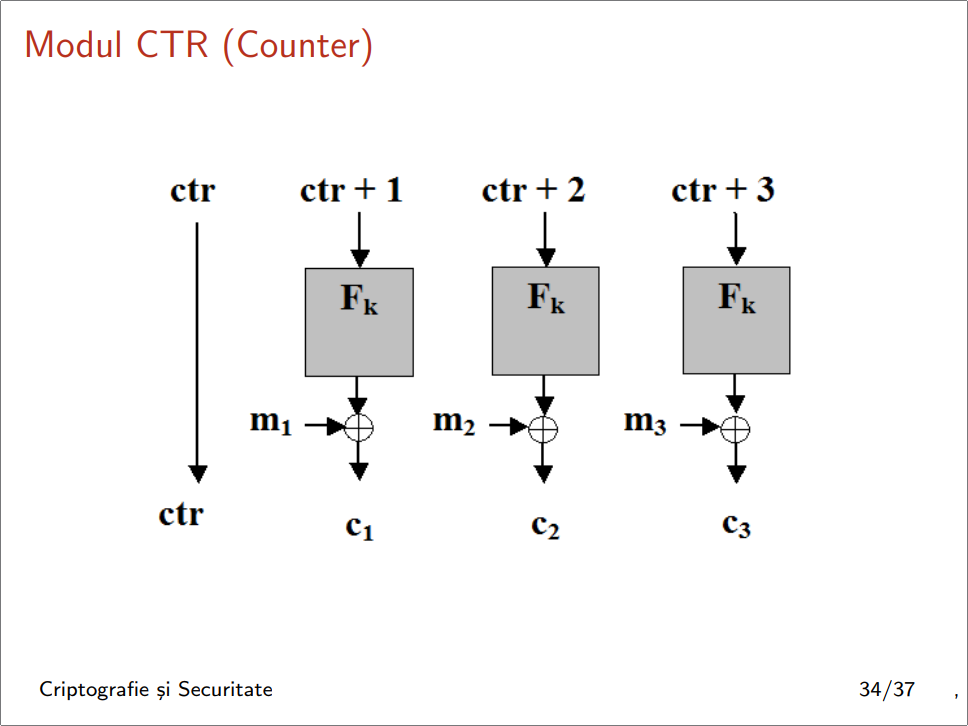 Modul CTR (Counter)
ctr ctr + 1 ctr + 2 ctr + 3
Fₖ Fₖ Fₖ
m₁ m₂ m₃
ctr c₁ c₂ c₃
Criptografie și Securitate 34/37 ,